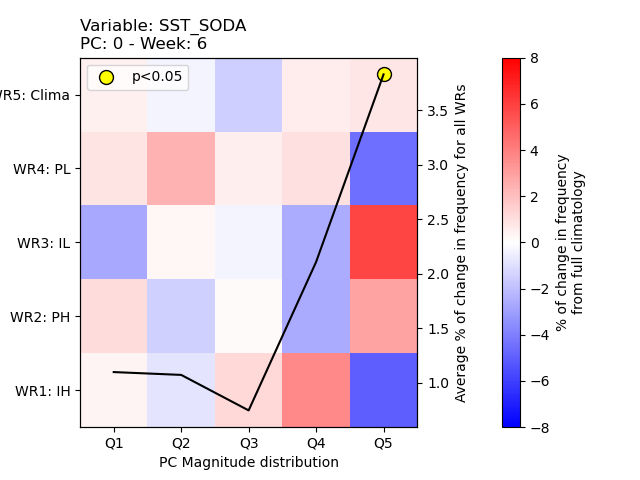 Variable: SST_SODA
PC: 0 - Week: 6
p<0.05
WR5: Clima
WR4: PL
WR3: IL
WR2: PH
WR1: IH
Q1 Q2 Q3 Q4 Q5
PC Magnitude distribution
3.5
3.0
2.5
2.0
1.5
1.0
Average % of change in frequency for all WRs
8
6
4
2
0
−2
−4
−6
−8
% of change in frequency
from full climatology